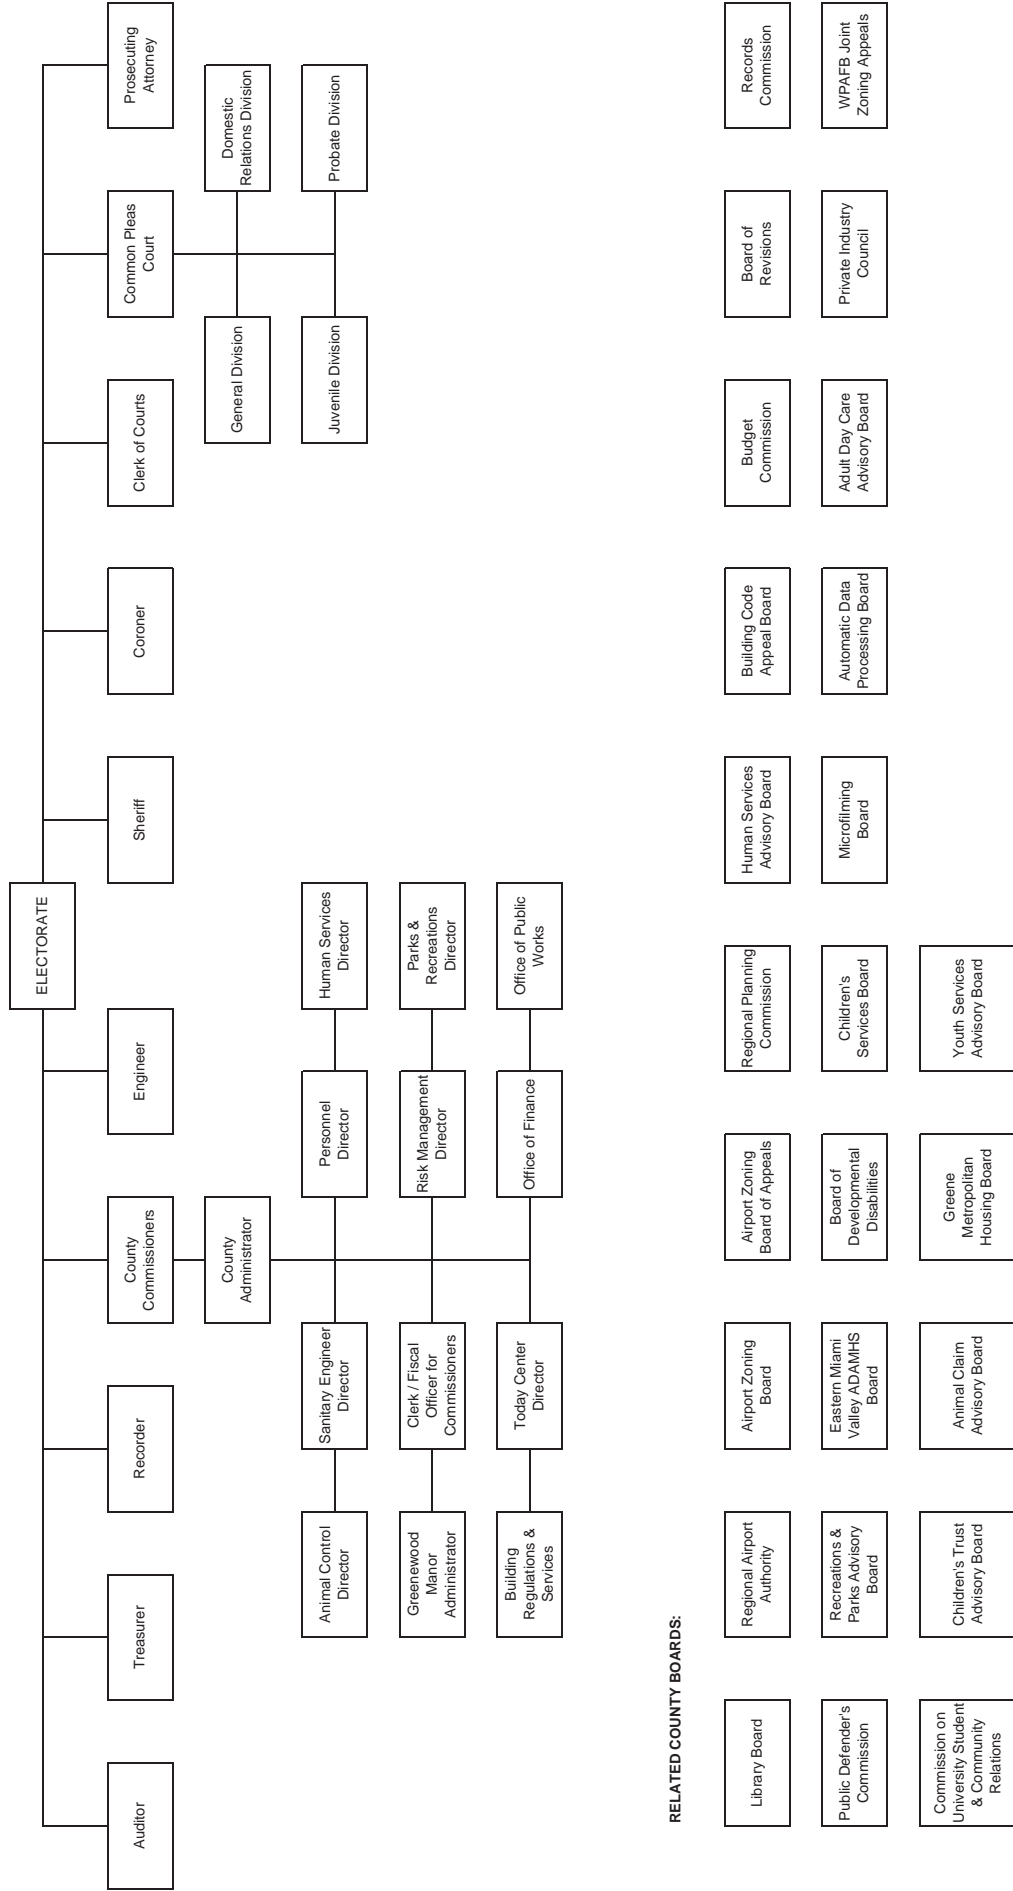 ELECTORATE
Auditor
Treasurer
Recorder
County
Commissioners
Engineer
Sheriff
Coroner
Clerk of Courts
Common Pleas
Court
Prosecuting
Attorney
County
Administrator
General Division
Domestic
Relations Division
Animal Control
Director
Sanitary Engineer
Director
Personnel
Director
Human Services
Director
Juvenile Division
Probate Division
Greenewood
Manor
Administrator
Clerk / Fiscal
Officer for
Commissioners
Risk Management
Director
Parks &
Recreations
Director
Building
Regulations &
Services
Today Center
Director
Office of Finance
Office of Public
Works
RELATED COUNTY BOARDS:
Library Board
Regional Airport
Authority
Airport Zoning
Board
Airport Zoning
Board of Appeals
Regional Planning
Commission
Human Services
Advisory Board
Building Code
Appeal Board
Budget
Commission
Board of
Revisions
Records
Commission
Public Defender's
Commission
Recreations &
Parks Advisory
Board
Eastern Miami
Valley ADAMHS
Board
Board of
Developmental
Disabilities
Children's
Services Board
Microfilming
Board
Automatic Data
Processing Board
Adult Day Care
Advisory Board
Private Industry
Council
WPAFB Joint
Zoning Appeals
Commission on
University Student
& Community
Relations
Children's Trust
Advisory Board
Animal Claim
Advisory Board
Greene
Metropolitan
Housing Board
Youth Services
Advisory Board